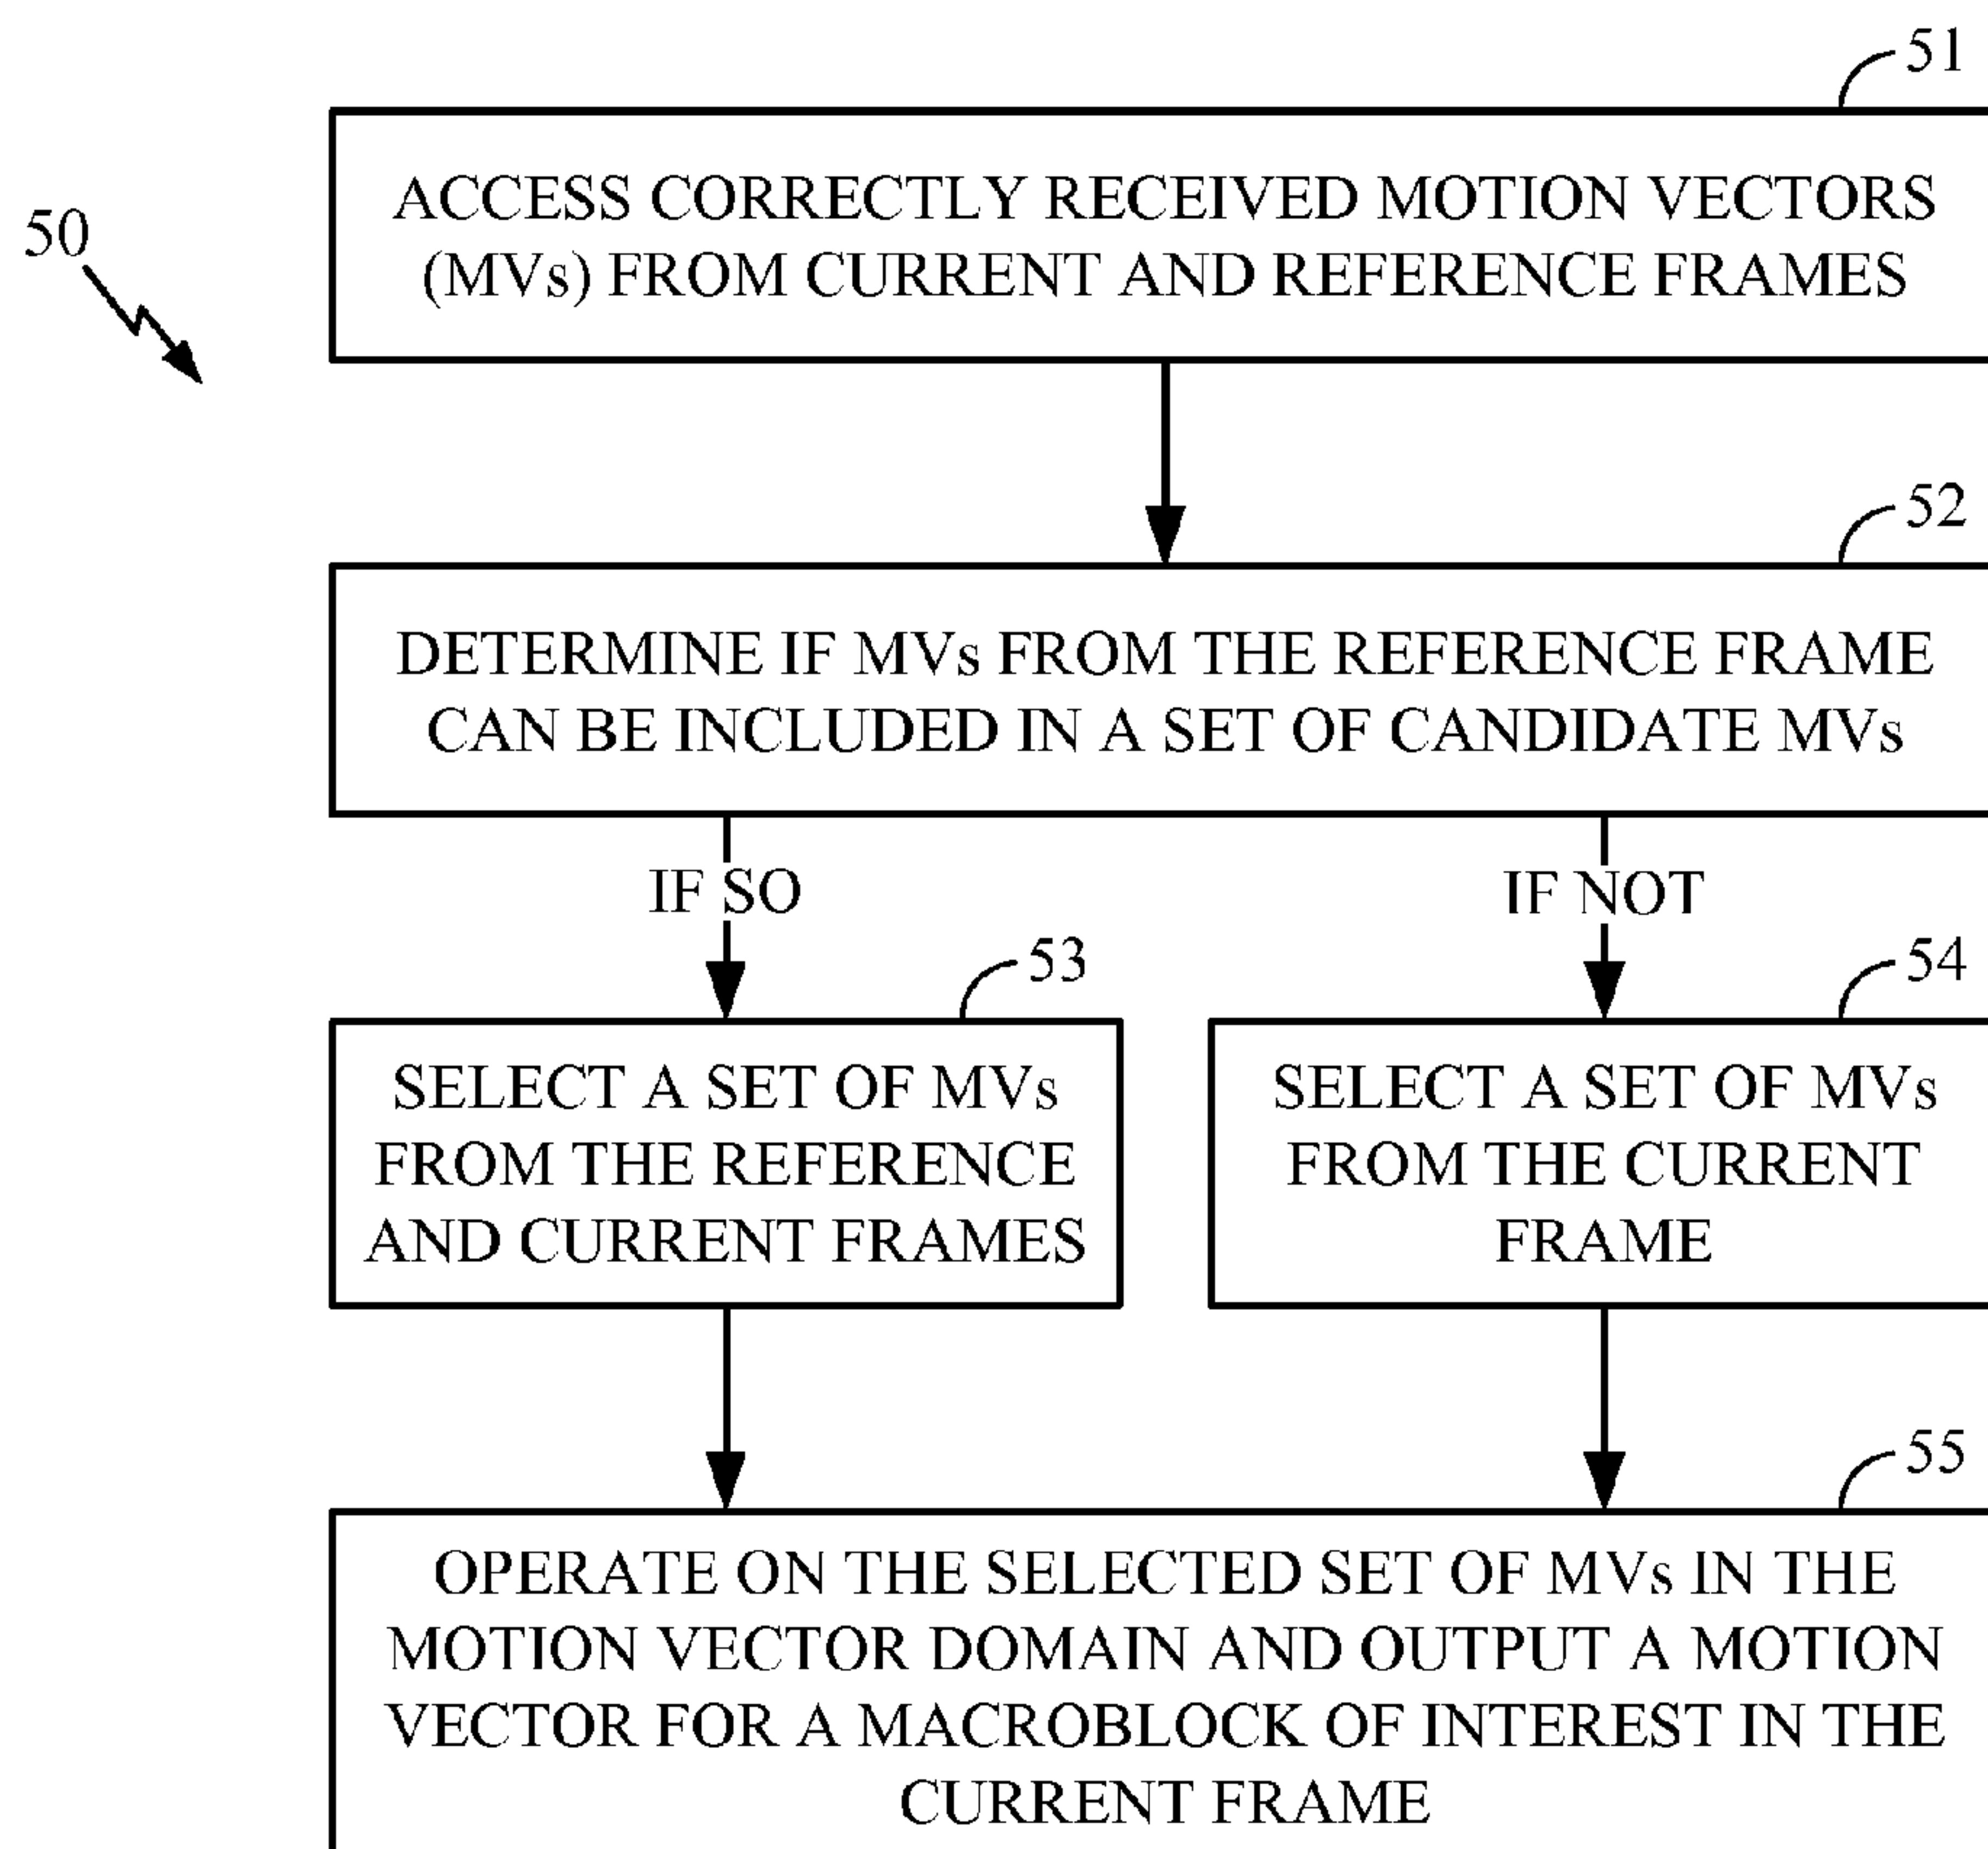 51
ACCESS CORRECTLY RECEIVED MOTION VECTORS
(MVs) FROM CURRENT AND REFERENCE FRAMES
50
52
DETERMINE IF MVs FROM THE REFERENCE FRAME
CAN BE INCLUDED IN A SET OF CANDIDATE MVs
IF SO
IF NOT
53
SELECT A SET OF MVs
FROM THE REFERENCE
AND CURRENT FRAMES
54
SELECT A SET OF MVs
FROM THE CURRENT
FRAME
55
OPERATE ON THE SELECTED SET OF MVs IN THE
MOTION VECTOR DOMAIN AND OUTPUT A MOTION
VECTOR FOR A MACROBLOCK OF INTEREST IN THE
CURRENT FRAME